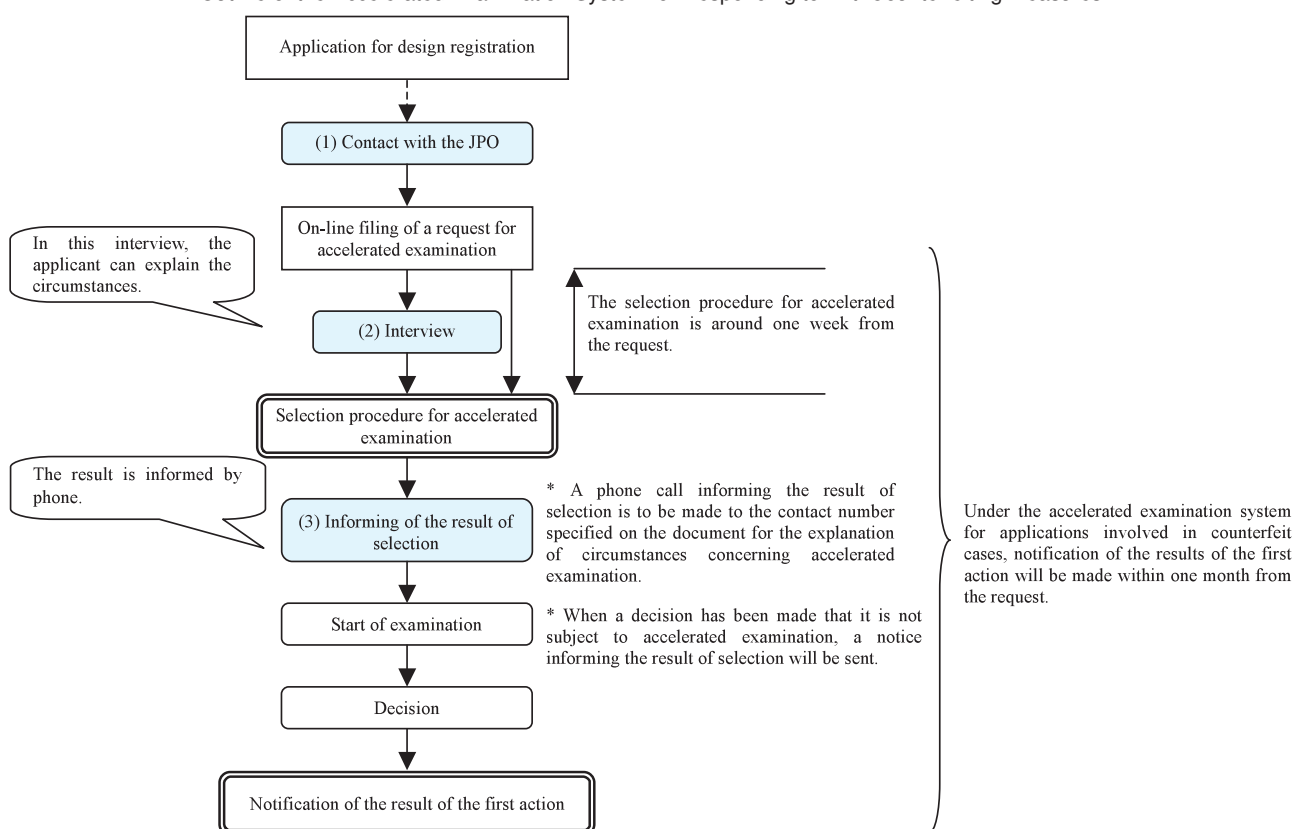 Application for design registration
(1) Contact with the JPO
On-line filing of a request for
accelerated examination
In this interview, the
applicant can explain the
circumstances.
(2) Interview
The selection procedure for accelerated
examination is around one week from
the request.
Selection procedure for accelerated
examination
The result is informed by
phone.
(3) Informing of the result of
selection
* A phone call informing the result of
selection is to be made to the contact number
specified on the document for the explanation
of circumstances concerning accelerated
examination.
* When a decision has been made that it is not
subject to accelerated examination, a notice
informing the result of selection will be sent.
Under the accelerated examination system
for applications involved in counterfeit
cases, notification of the results of the first
action will be made within one month from
the request.
Start of examination
Decision
Notification of the result of the first action